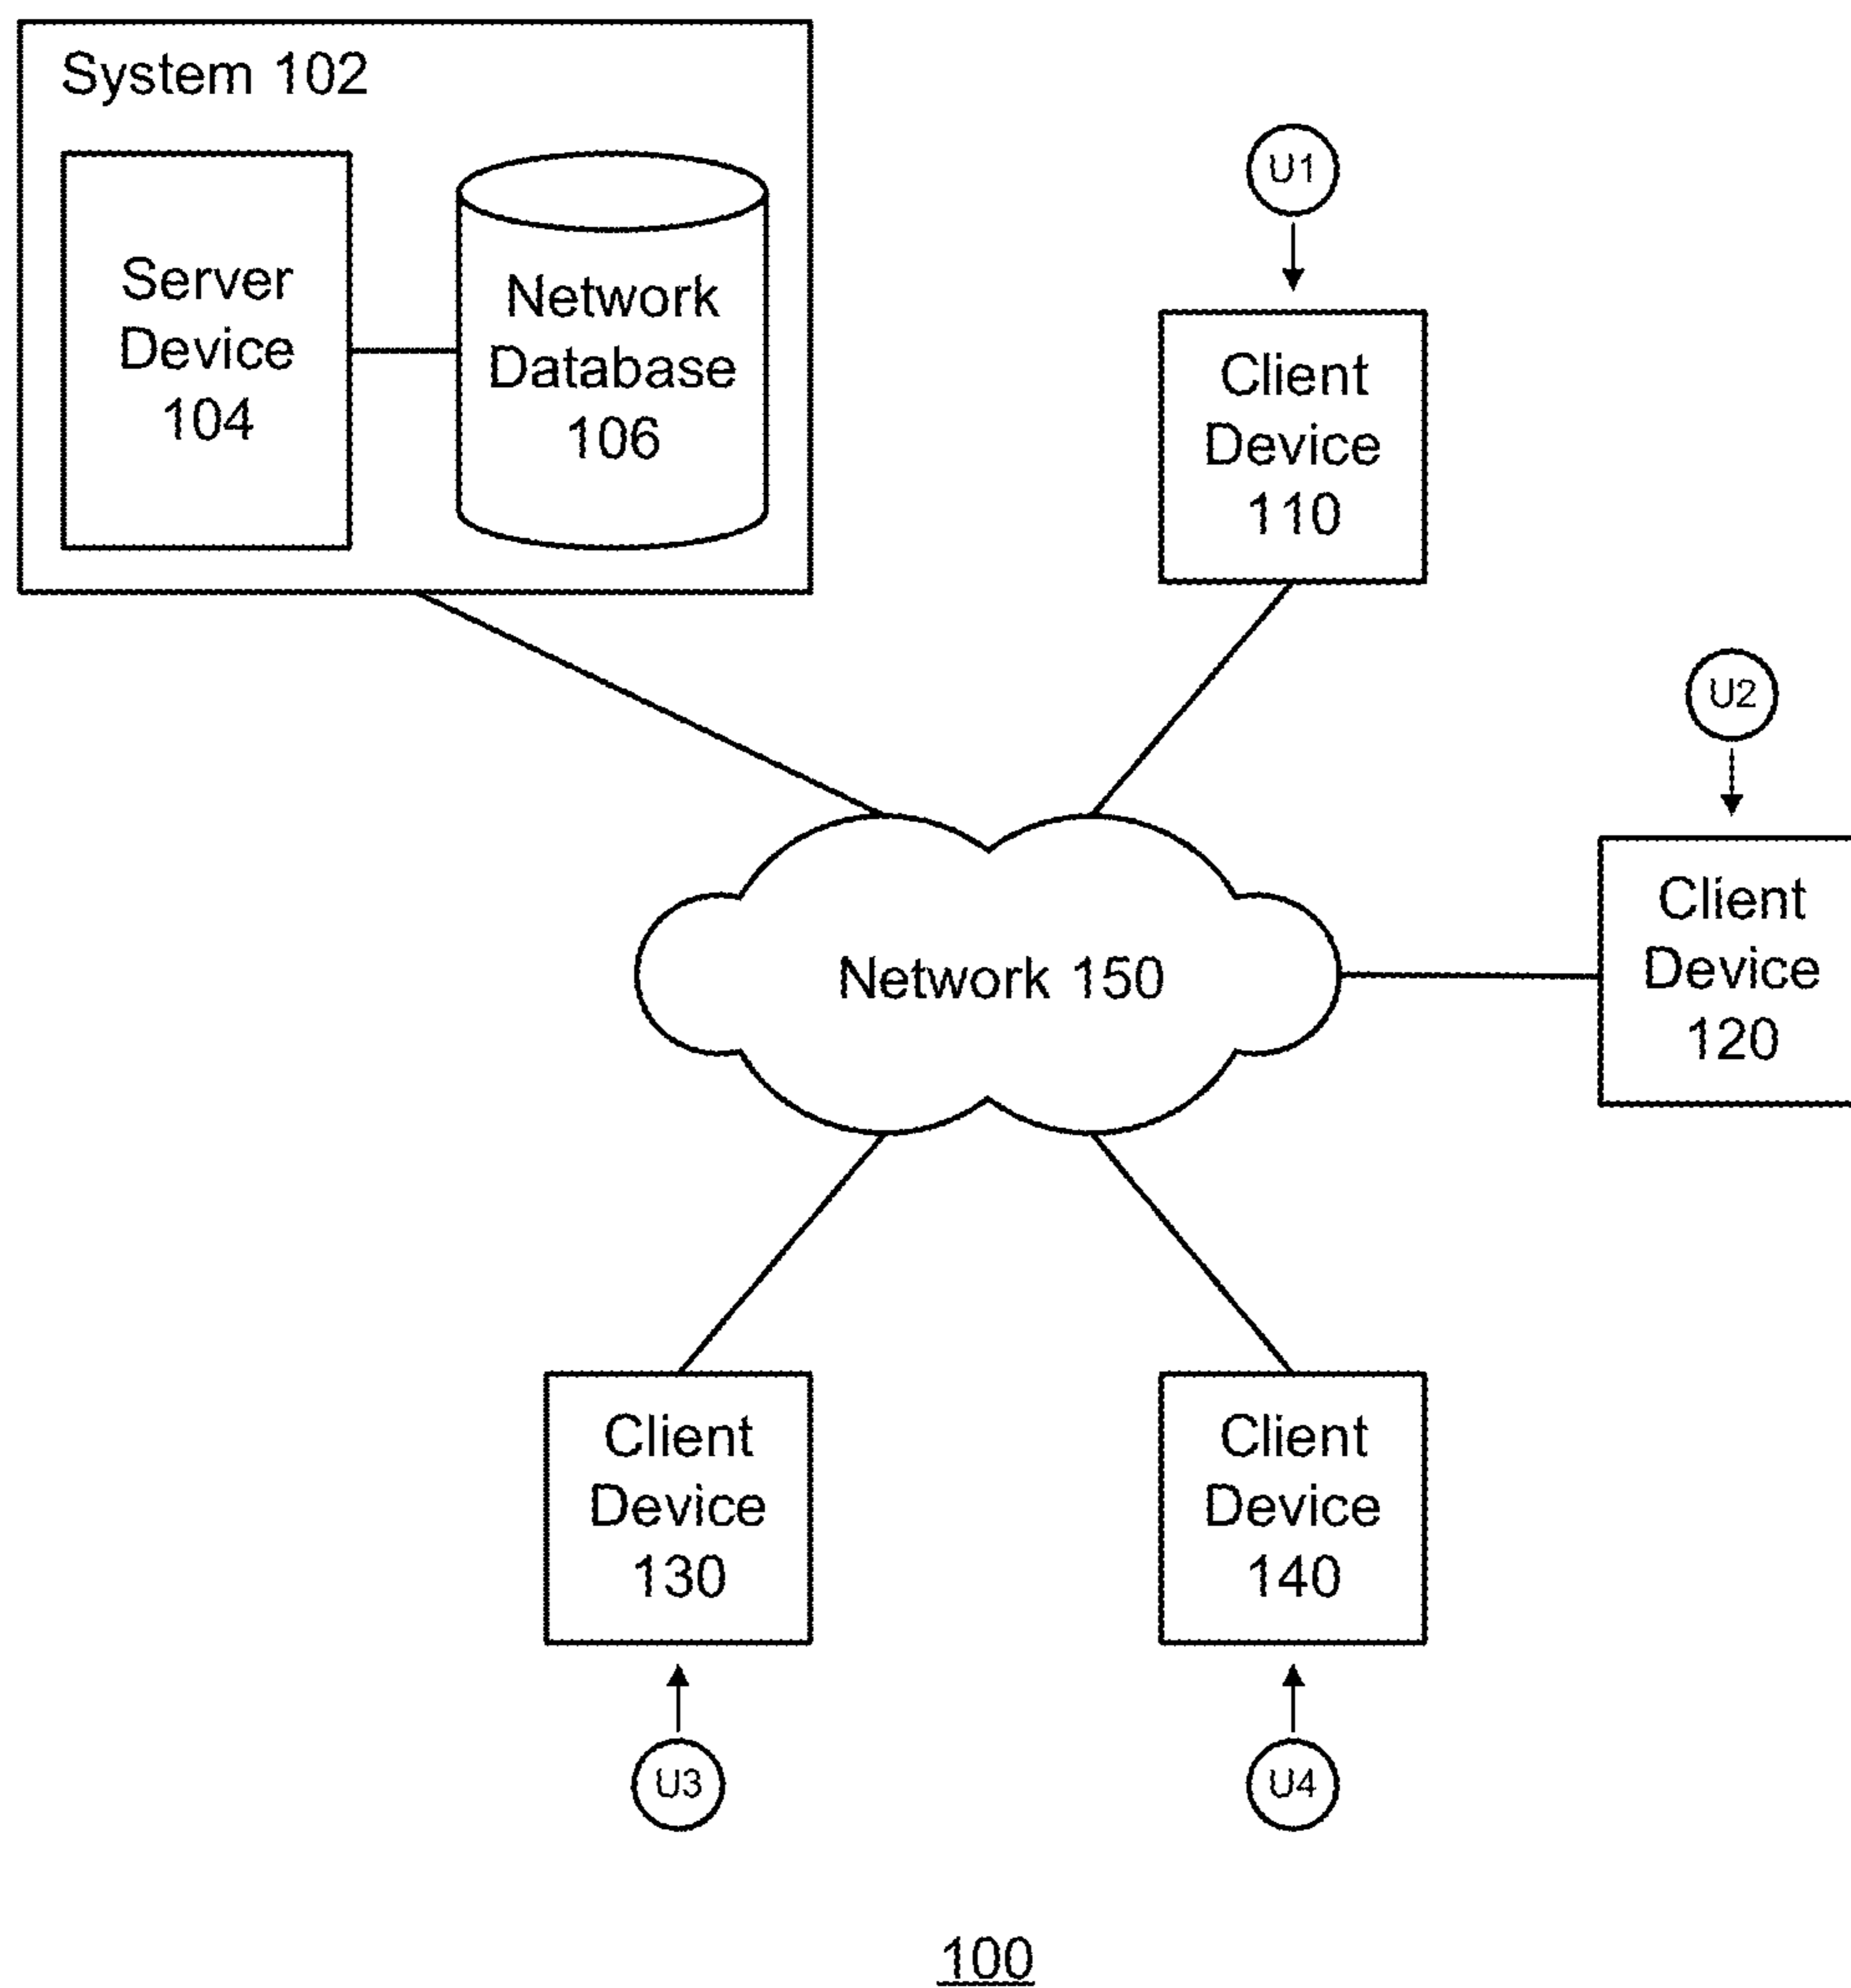 System 102
Server
Device
104
Network
Database
106
U1
Client
Device
110
U2
Client
Device
120
Network 150
Client
Device
130
Client
Device
140
U3
U4
100